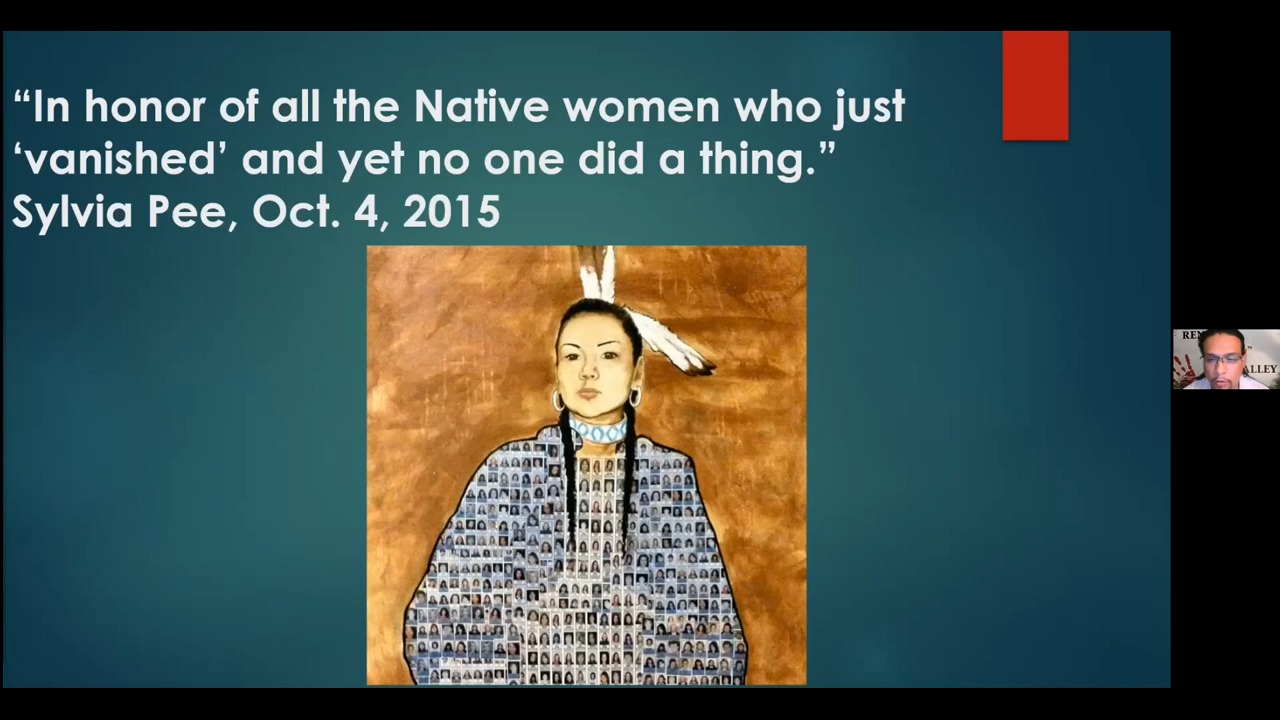 “In honor of all the Native women who just
‘vanished’ and yet no one did a thing.”
Sylvia Pee, Oct. 4, 2015